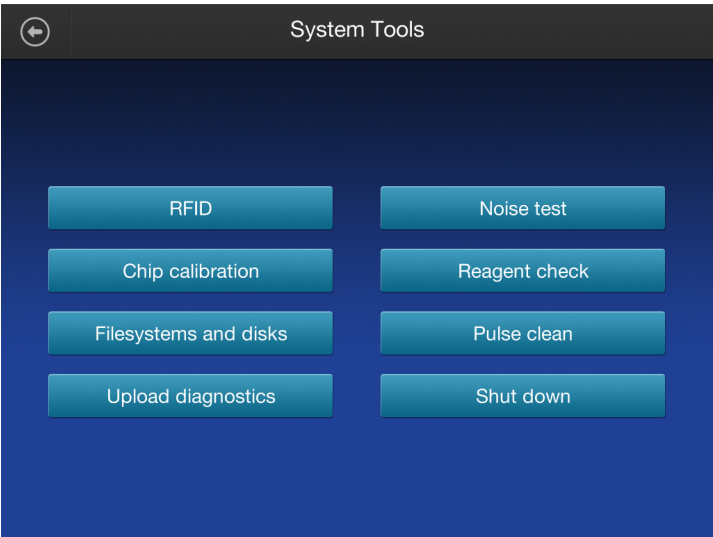 System Tools
RFID
Noise test
Chip calibration
Reagent check
Filesystems and disks
Pulse clean
Upload diagnostics
Shut down